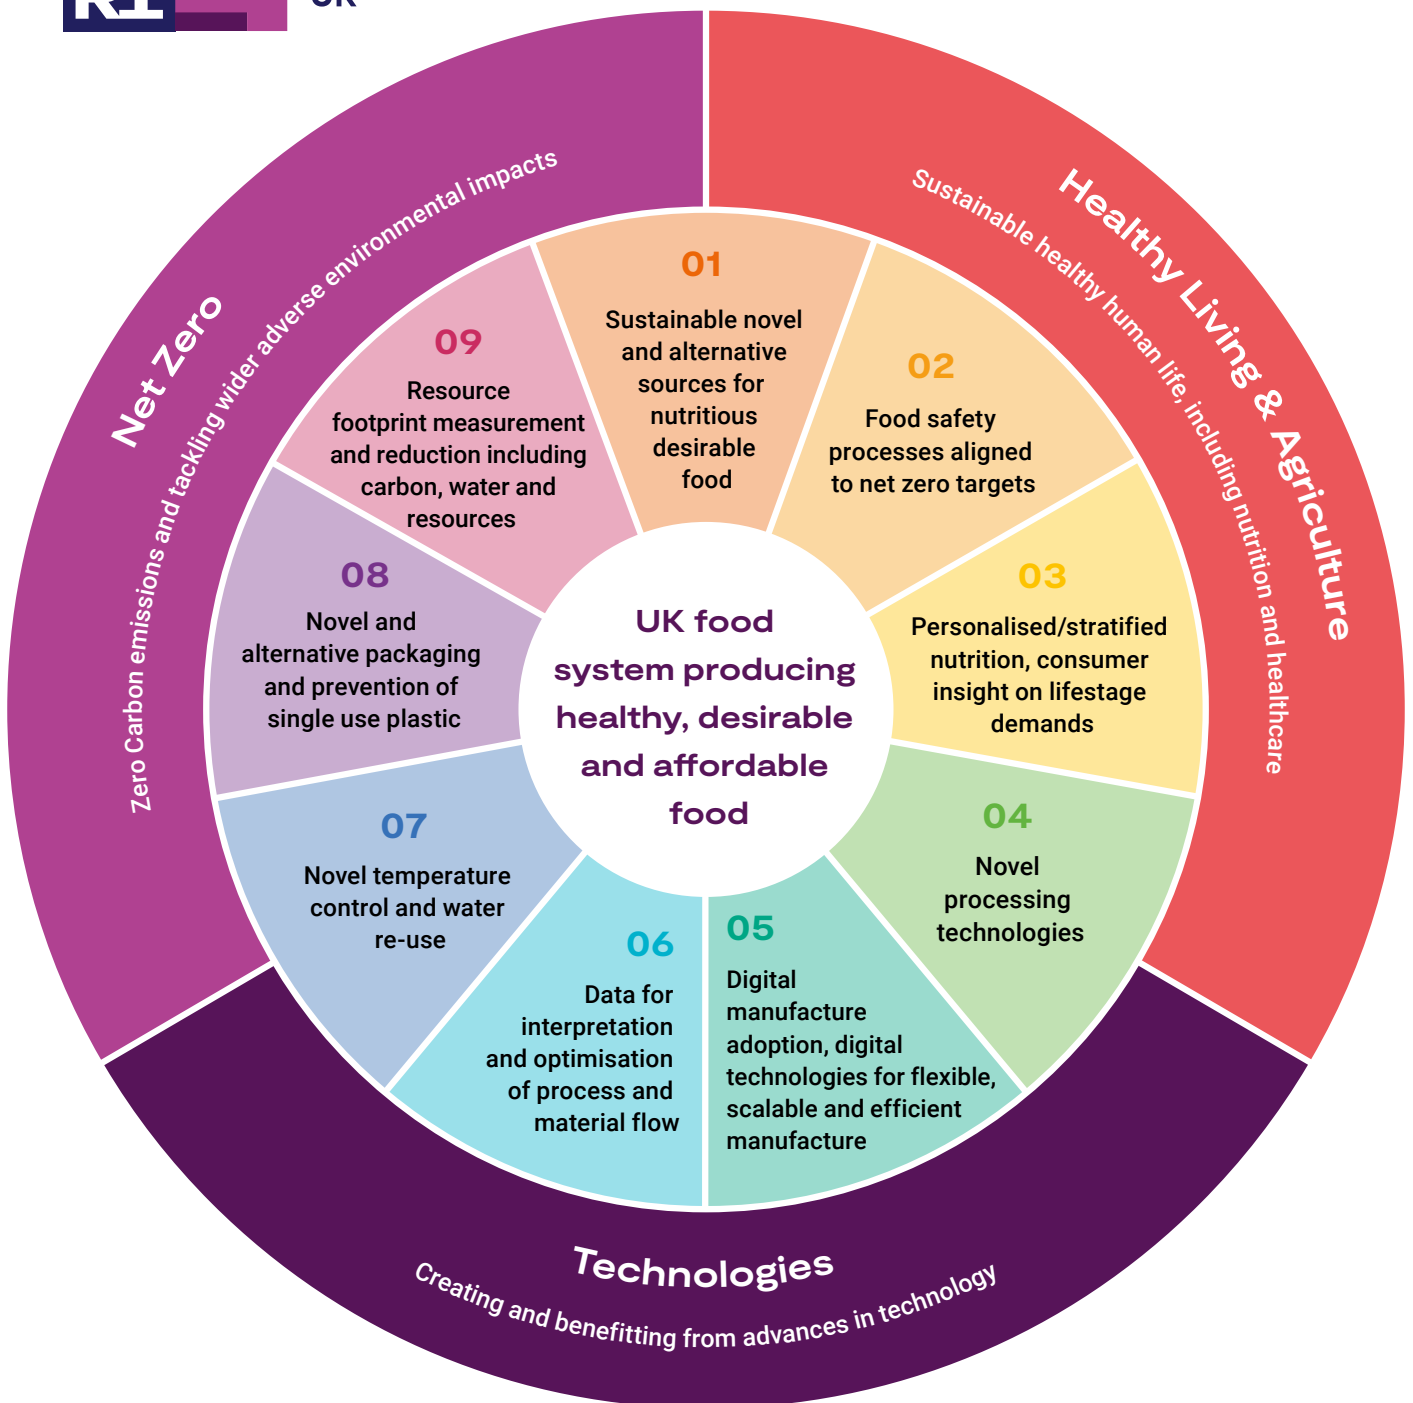 UK
Net Zero
Zero Carbon emissions and tackling wider adverse environmental impacts
Healthy Living & Agriculture
Sustainable healthy human life, including nutrition and healthcare
Technologies
Creating and benefitting from advances in technology
01
Sustainable novel
and alternative
sources for
nutritious
desirable
food
02
Food safety
processes aligned
to net zero targets
03
Personalised/stratified
nutrition, consumer
insight on lifestage
demands
04
Novel
processing
technologies
05
Digital
manufacture
adoption, digital
technologies for flexible,
scalable and efficient
manufacture
06
Data for
interpretation
and optimisation
of process and
material flow
07
Novel temperature
control and water
re-use
08
Novel and
alternative packaging
and prevention of
single use plastic
09
Resource
footprint measurement
and reduction including
carbon, water and
resources
UK food
system producing
healthy, desirable
and affordable
food